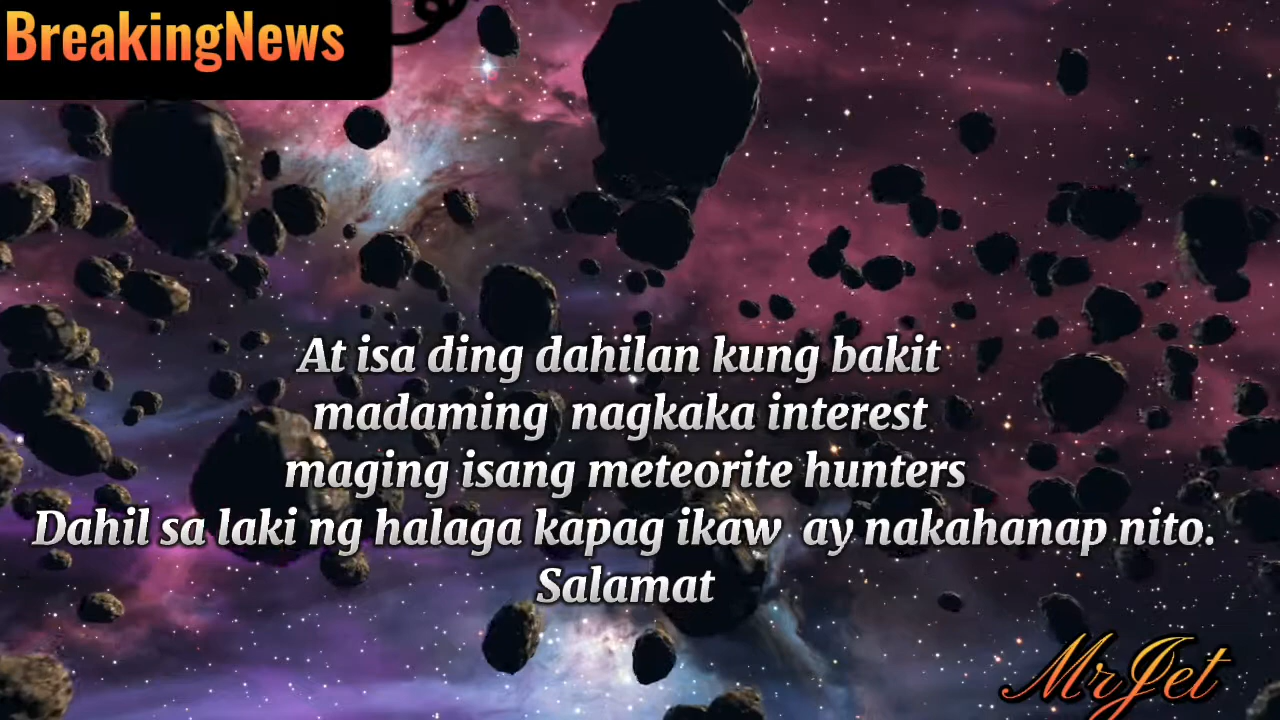 BreakingNews
At isa ding dahilan kung bakit
madaming nagkaka interest
maging isang meteorite hunters
Dahil sa laki ng halaga kapag ikaw ay nakahanap nito.
Salamat
MrJet